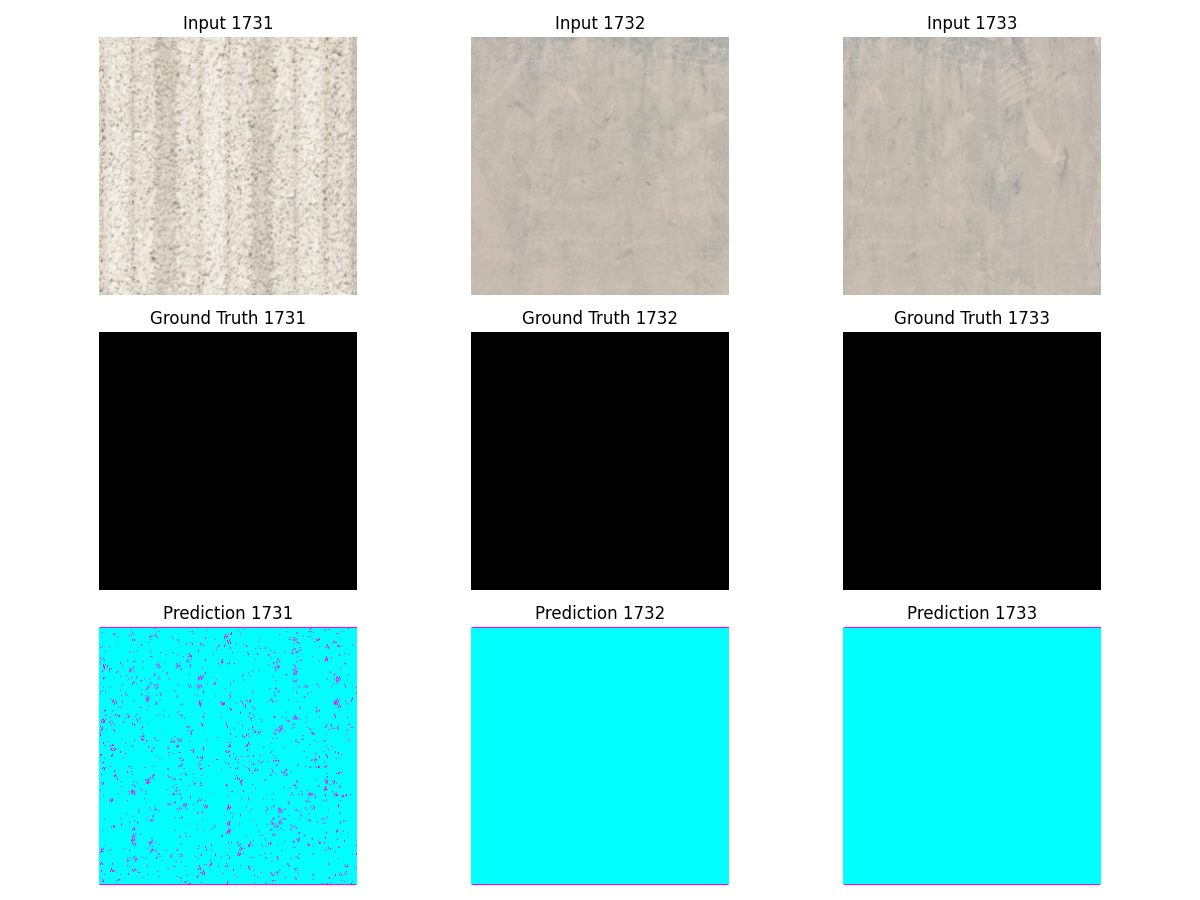 Input 1731
Input 1732
Input 1733
Ground Truth 1731
Ground Truth 1732
Ground Truth 1733
Prediction 1731
Prediction 1732
Prediction 1733